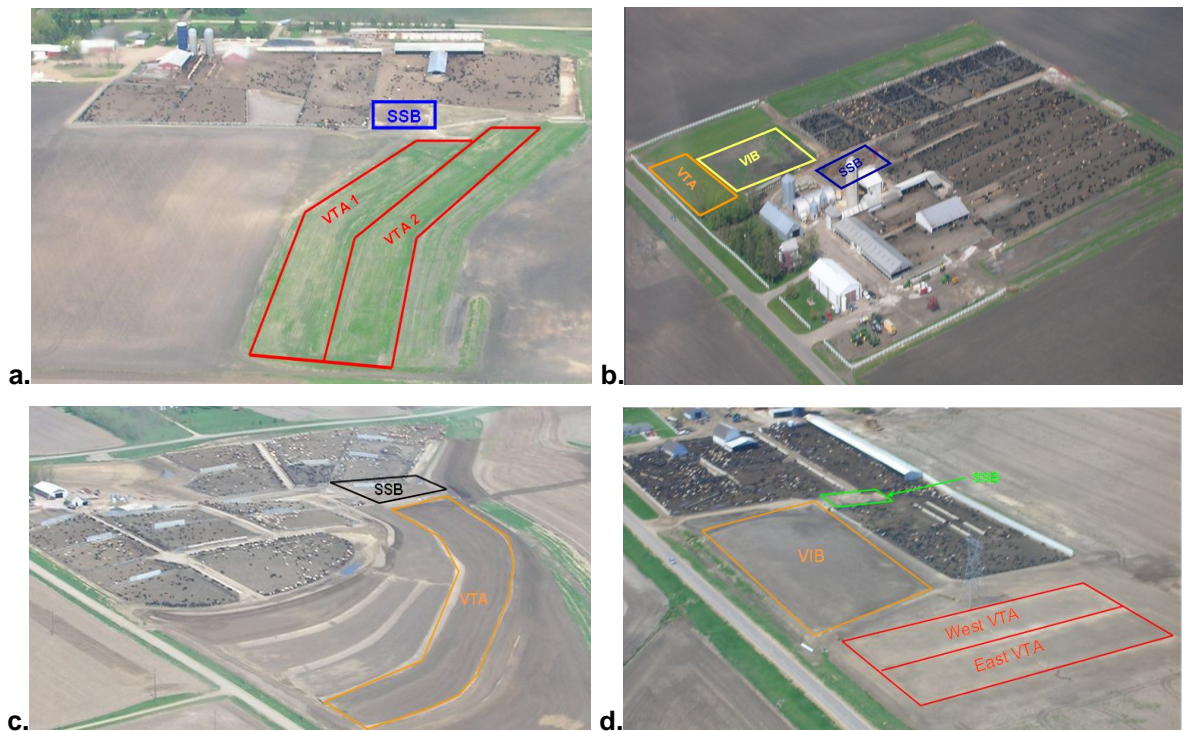 SSB
VTA 1
VTA 2
a.
VIB
SSB
VTA
b.
SSB
VTA
c.
SSB
VIB
West VTA
East VTA
d.